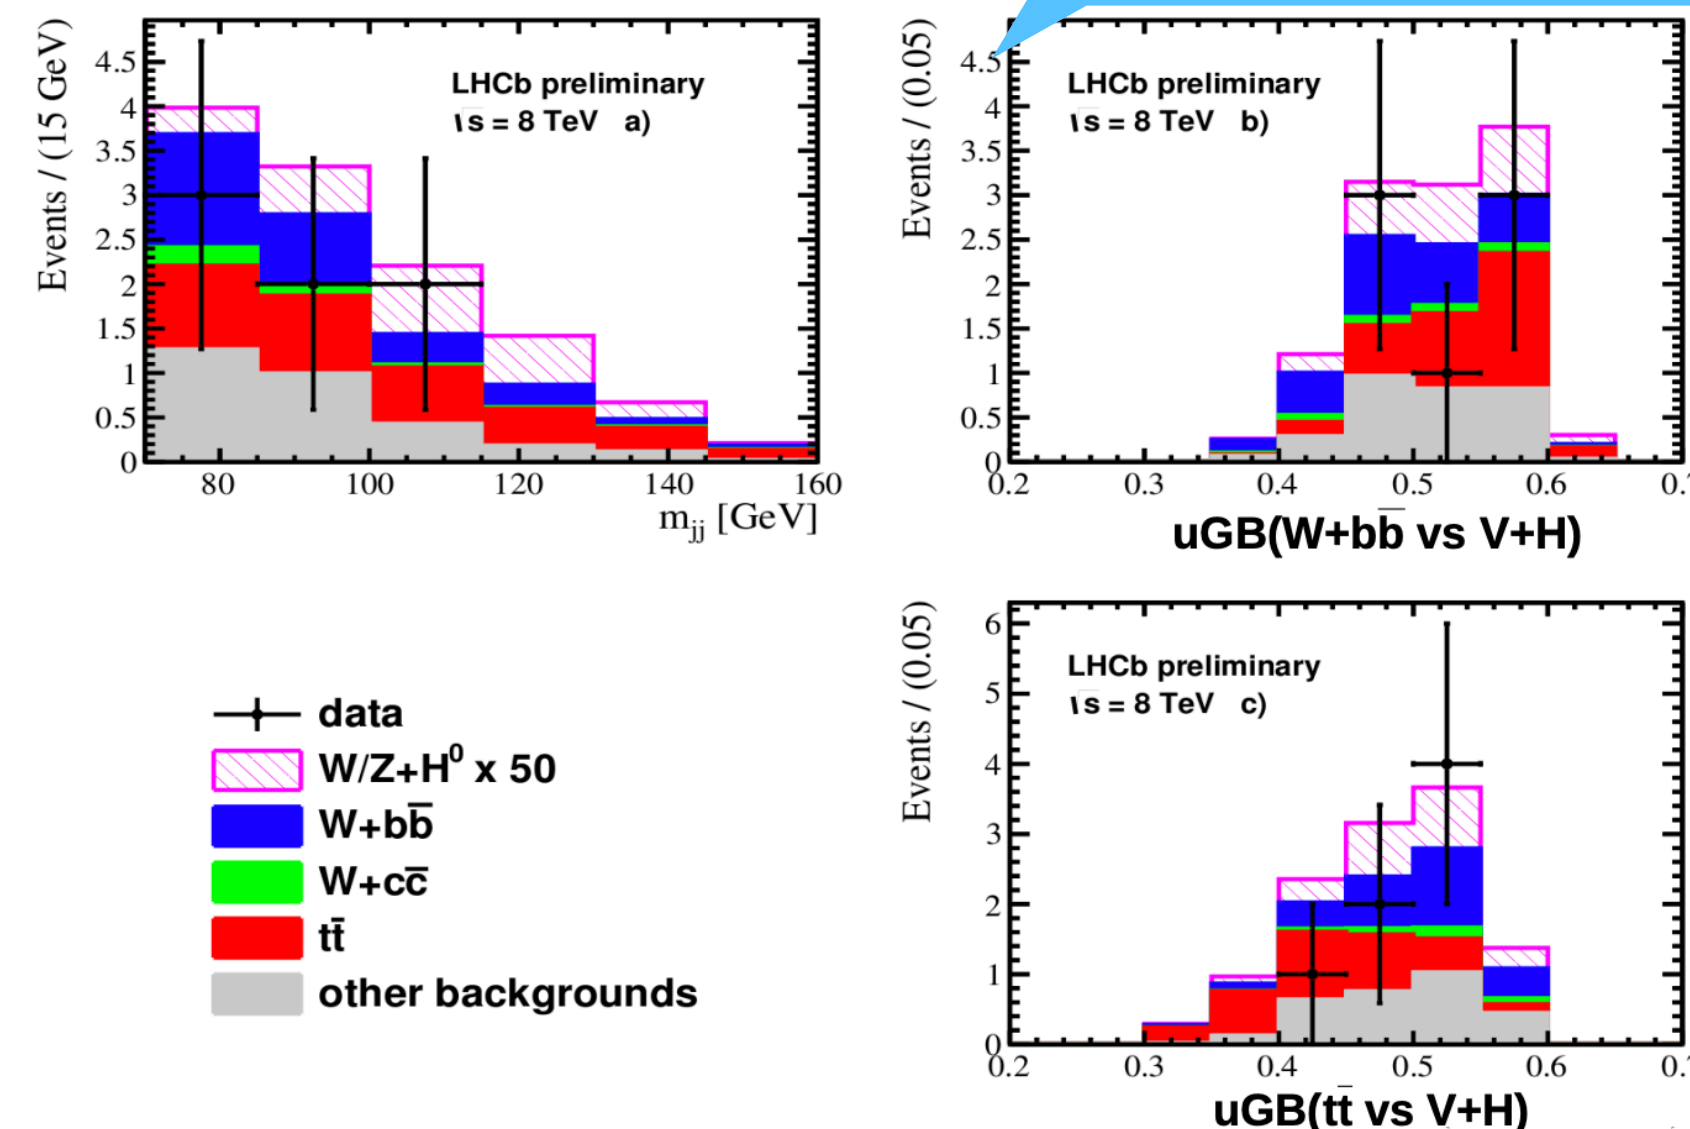 Events / (15 GeV)
4.5
4
3.5
3
2.5
2
1.5
1
0.5
0
LHCb preliminary
√s = 8 TeV a)
80 100 120 140 160
m_jj [GeV]
Events / (0.05)
4.5
4
3.5
3
2.5
2
1.5
1
0.5
0
LHCb preliminary
√s = 8 TeV b)
0.2 0.3 0.4 0.5 0.6
uGB(W+bb̅ vs V+H)
data
W/Z+H⁰ x 50
W+bb̅
W+cc̅
tt̅
other backgrounds
Events / (0.05)
6
5
4
3
2
1
0
LHCb preliminary
√s = 8 TeV c)
0.2 0.3 0.4 0.5 0.6
uGB(tt̅ vs V+H)